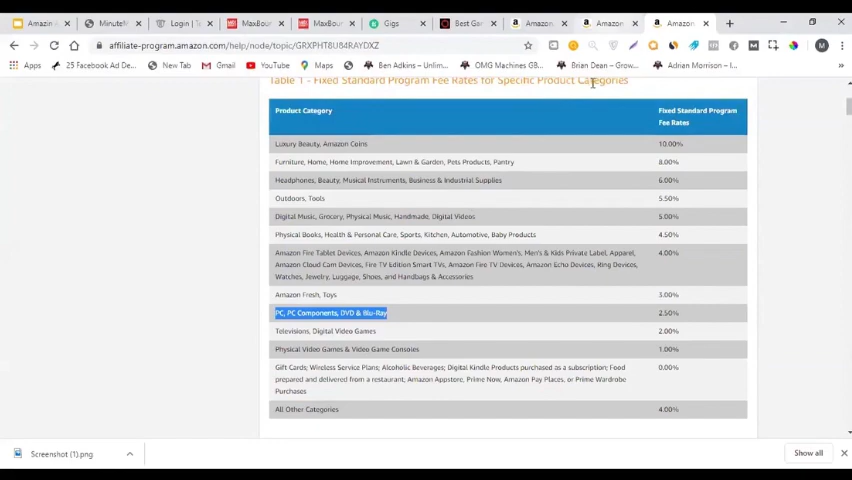 Amazin
MinuteM
Login | Te
MaxBour
MaxBour
Gigs
Best Gar
Amazon
Amazon
Amazon
affiliate-program.amazon.com/help/node/topic/GRXPHT8U84RAYDXZ
Apps
25 Facebook Ad De...
New Tab
Gmail
YouTube
Maps
Ben Adkins – Unlim...
OMG Machines G8...
Brian Dean – Grow...
Adrian Morrison – I...
Table 1 - Fixed Standard Program Fee Rates for Specific Product Categories
Product Category
Fixed Standard Program
Fee Rates
Luxury Beauty, Amazon Coins
10.00%
Furniture, Home, Home Improvement, Lawn & Garden, Pets Products, Pantry
8.00%
Headphones, Beauty, Musical Instruments, Business & Industrial Supplies
6.00%
Outdoors, Tools
5.50%
Digital Music, Grocery, Physical Music, Handmade, Digital Videos
5.00%
Physical Books, Health & Personal Care, Sports, Kitchen, Automotive, Baby Products
4.50%
Amazon Fire Tablet Devices, Amazon Kindle Devices, Amazon Fashion Women's, Men's & Kids Private Label, Apparel,
4.00%
Amazon Cloud Cam Devices, Fire TV Edition Smart TVs, Amazon Fire TV Devices, Amazon Echo Devices, Ring Devices,
Watches, Jewelry, Luggage, Shoes, and Handbags & Accessories
Amazon Fresh, Toys
3.00%
PC, PC Components, DVD & Blu-Ray
2.50%
Televisions, Digital Video Games
2.00%
Physical Video Games & Video Game Consoles
1.00%
Gift Cards; Wireless Service Plans; Alcoholic Beverages; Digital Kindle Products purchased as a subscription; Food
0.00%
prepared and delivered from a restaurant, Amazon Appstore, Prime Now, Amazon Pay Places, or Prime Wardrobe
Purchases
All Other Categories
4.00%
Screenshot (1).png
Show all